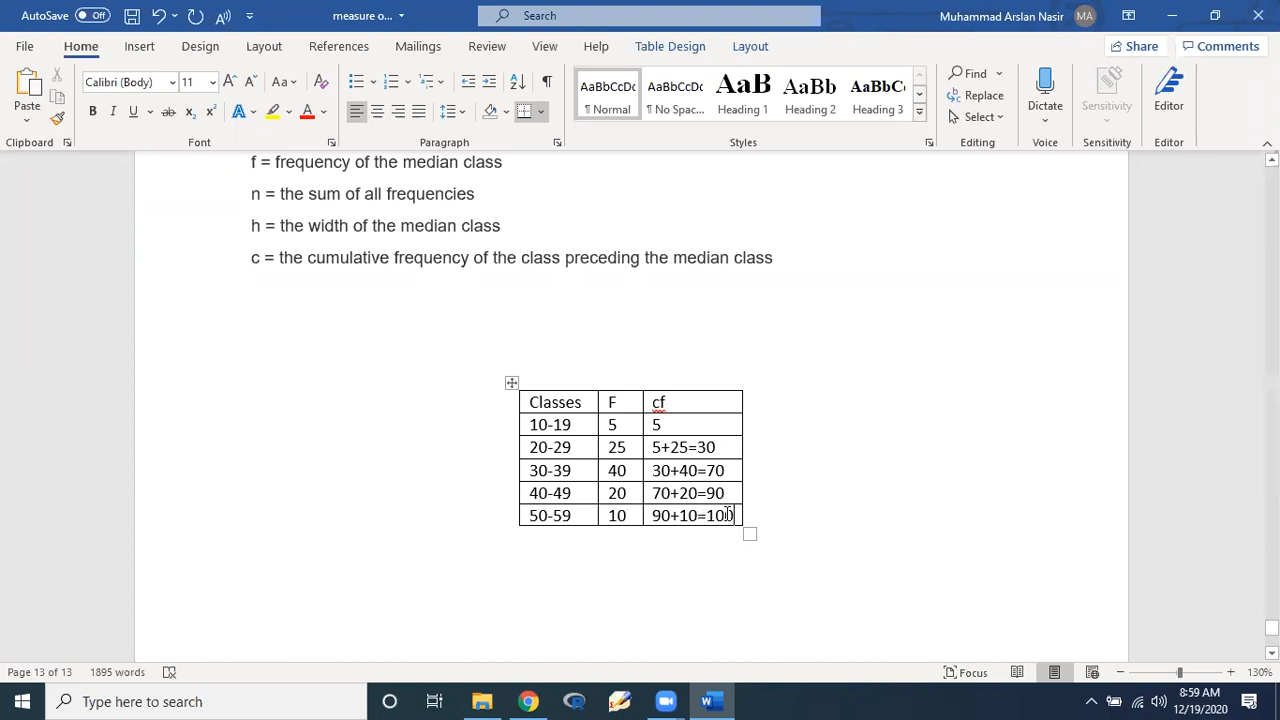 AutoSave Off
measure o...
Search
Muhammad Arslan Nasir MA
File Home Insert Design Layout References Mailings Review View Help Table Design Layout Share Comments
Paste
Calibri (Body) 11
Clipboard Font Paragraph Styles Editing Voice Sensitivity Editor
AaBbCcDc AaBbCcDc AaB AaBbCc AaBbC
¶ Normal ¶ No Spac... Heading 1 Heading 2 Heading 3
Find
Replace
Select
Dictate Sensitivity Editor
f = frequency of the median class
n = the sum of all frequencies
h = the width of the median class
c = the cumulative frequency of the class preceding the median class
Classes F cf
10-19 5 5
20-29 25 5+25=30
30-39 40 30+40=70
40-49 20 70+20=90
50-59 10 90+10=100
Page 13 of 13 1895 words Focus 130%
Type here to search
8:59 AM
12/19/2020